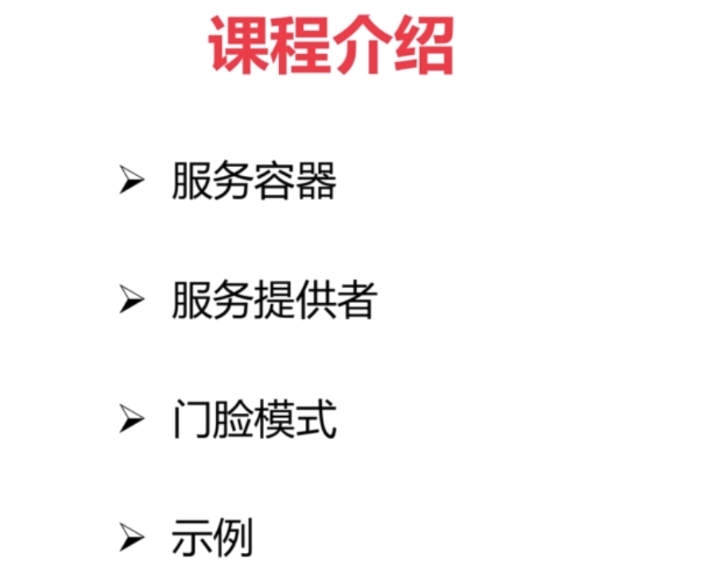 课程介绍
➢ 服务容器
➢ 服务提供者
➢ 门脸模式
➢ 示例